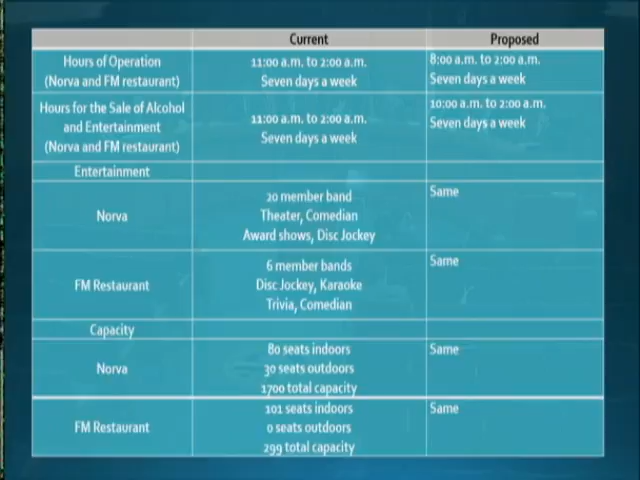 Current Proposed
Hours of Operation
(Norva and FM restaurant)
11:00 a.m. to 2:00 a.m.
Seven days a week
8:00 a.m. to 2:00 a.m.
Seven days a week
Hours for the Sale of Alcohol
and Entertainment
(Norva and FM restaurant)
11:00 a.m. to 2:00 a.m.
Seven days a week
10:00 a.m. to 2:00 a.m.
Seven days a week
Entertainment
Norva
20 member band
Theater, Comedian
Award shows, Disc Jockey
Same
FM Restaurant
6 member bands
Disc Jockey, Karaoke
Trivia, Comedian
Same
Capacity
Norva
80 seats indoors
30 seats outdoors
1700 total capacity
Same
FM Restaurant
101 seats indoors
0 seats outdoors
299 total capacity
Same